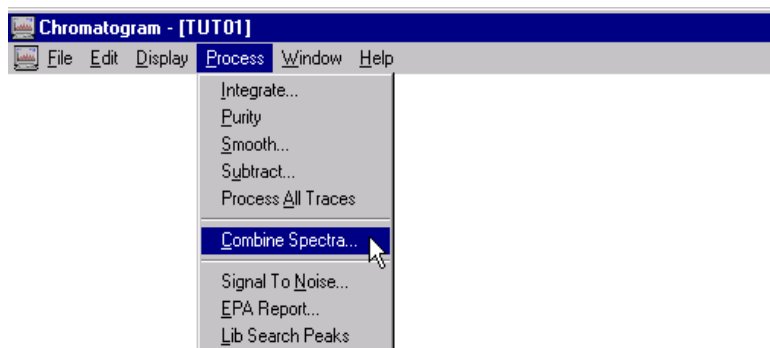 Chromatogram - [TUT01]
File Edit Display Process Window Help
Integrate...
Purity
Smooth...
Subtract...
Process All Traces
Combine Spectra...
Signal To Noise...
EPA Report...
Lib Search Peaks